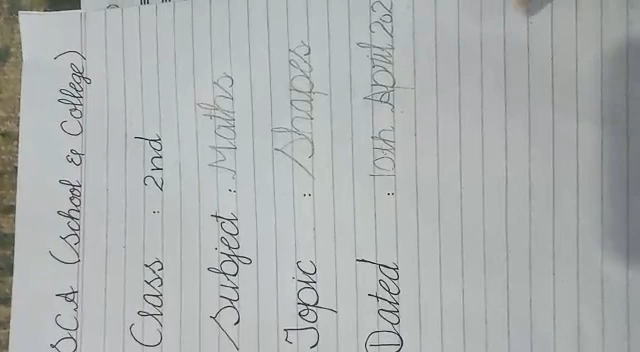 SCA (School & College)
Class : 2nd
Subject : Maths
Topic : Shapes
Dated : 10th April 202